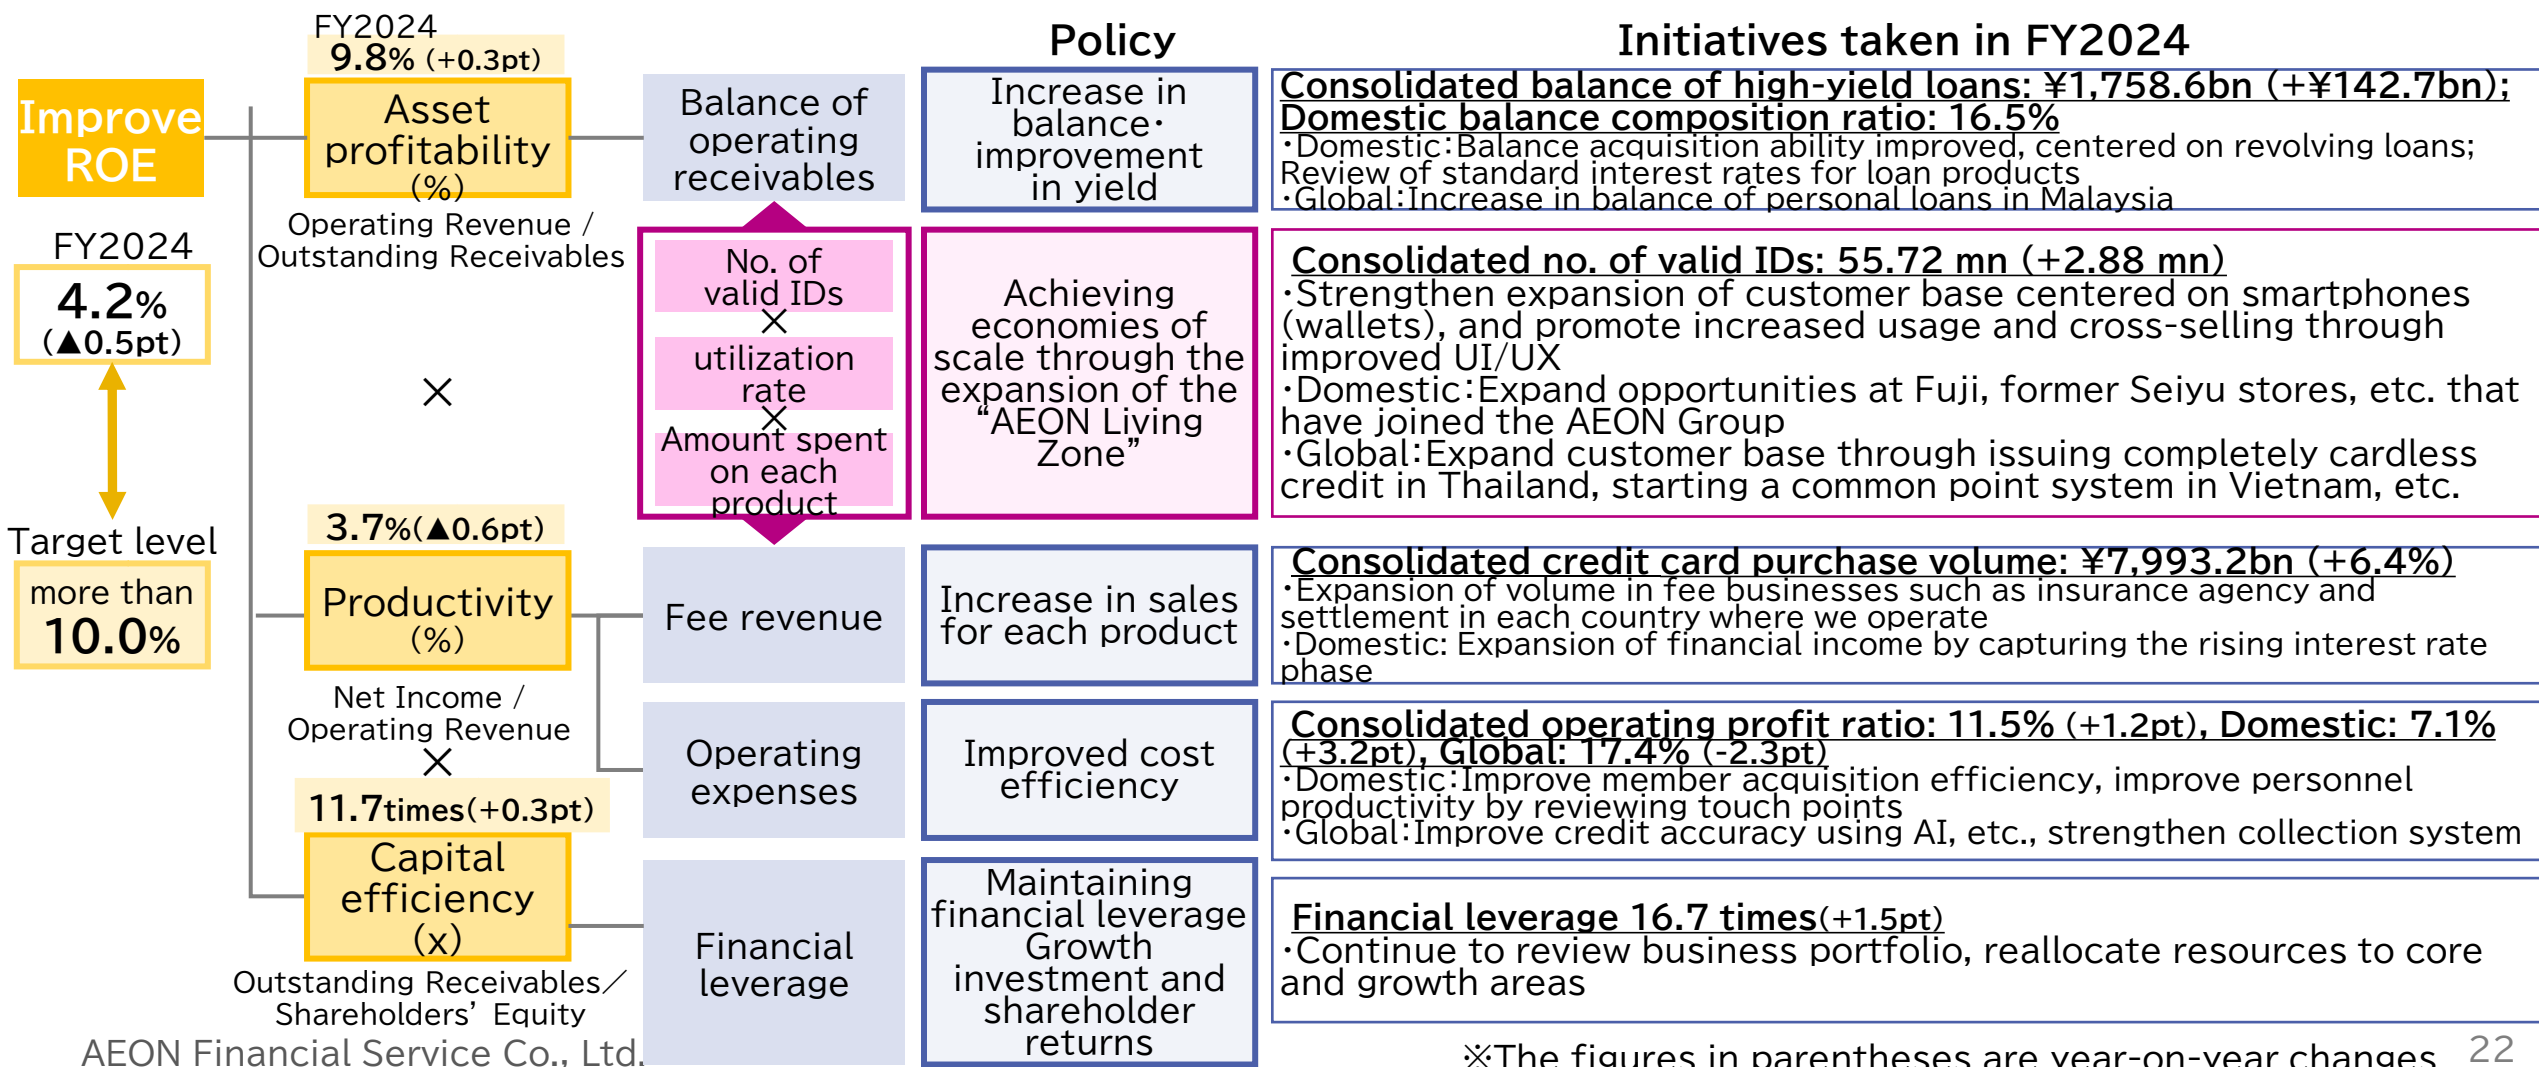 Policy
Initiatives taken in FY2024
Improve
ROE
FY2024
4.2%
(▲0.5pt)
Target level
more than
10.0%
FY2024
9.8% (+0.3pt)
Asset
profitability
(%)
Operating Revenue /
Outstanding Receivables
×
3.7%(▲0.6pt)
Productivity
(%)
Net Income /
Operating Revenue
×
11.7times(+0.3pt)
Capital
efficiency
(x)
Outstanding Receivables／
Shareholders’ Equity
Balance of
operating
receivables
No. of
valid IDs
×
utilization
rate
×
Amount spent
on each
product
Fee revenue
Operating
expenses
Financial
leverage
Increase in
balance・
improvement
in yield
Achieving
economies of
scale through the
expansion of the
“AEON Living
Zone”
Increase in sales
for each product
Improved cost
efficiency
Maintaining
financial leverage
Growth
investment and
shareholder
returns
Consolidated balance of high-yield loans: ¥1,758.6bn (+¥142.7bn);
Domestic balance composition ratio: 16.5%
・Domestic：Balance acquisition ability improved, centered on revolving loans;
Review of standard interest rates for loan products
・Global：Increase in balance of personal loans in Malaysia
Consolidated no. of valid IDs: 55.72 mn (+2.88 mn)
・Strengthen expansion of customer base centered on smartphones
(wallets), and promote increased usage and cross-selling through
improved UI/UX
・Domestic：Expand opportunities at Fuji, former Seiyu stores, etc. that
have joined the AEON Group
・Global：Expand customer base through issuing completely cardless
credit in Thailand, starting a common point system in Vietnam, etc.
Consolidated credit card purchase volume: ¥7,993.2bn (+6.4%)
・Expansion of volume in fee businesses such as insurance agency and
settlement in each country where we operate
・Domestic: Expansion of financial income by capturing the rising interest rate
phase
Consolidated operating profit ratio: 11.5% (+1.2pt), Domestic: 7.1%
(+3.2pt), Global: 17.4% (-2.3pt)
・Domestic：Improve member acquisition efficiency, improve personnel
productivity by reviewing touch points
・Global：Improve credit accuracy using AI, etc., strengthen collection system
Financial leverage 16.7 times(+1.5pt)
・Continue to review business portfolio, reallocate resources to core
and growth areas
AEON Financial Service Co., Ltd.
※The figures in parentheses are year-on-year changes
22